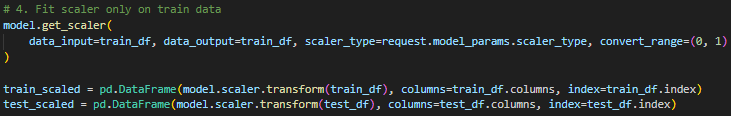 # 4. Fit scaler only on train data
model.get_scaler(
    data_input=train_df, data_output=train_df, scaler_type=request.model_params.scaler_type, convert_range=(0, 1)
)
train_scaled = pd.DataFrame(model.scaler.transform(train_df), columns=train_df.columns, index=train_df.index)
test_scaled = pd.DataFrame(model.scaler.transform(test_df), columns=test_df.columns, index=test_df.index)